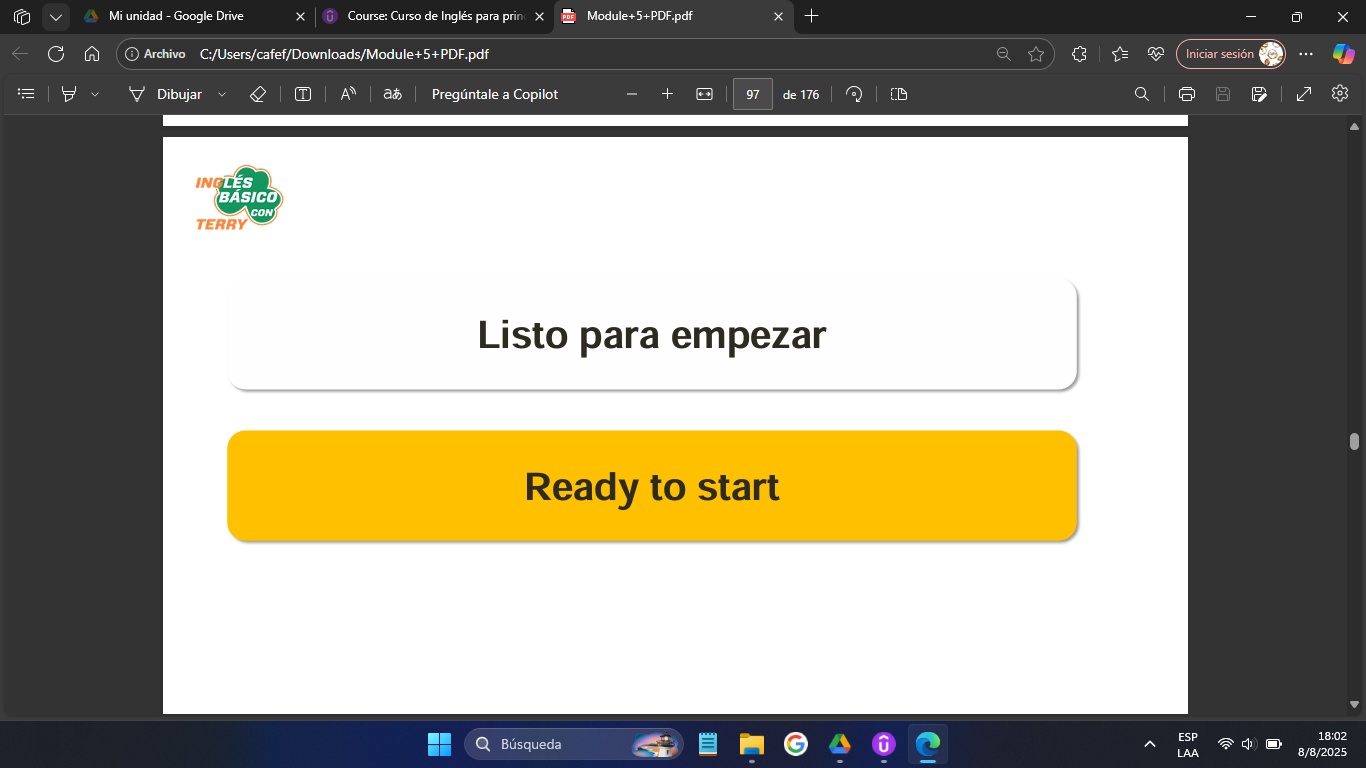 Mi unidad - Google Drive
Course: Curso de Inglés para prin
Module+5+PDF.pdf
Archivo
C:/Users/cafef/Downloads/Module+5+PDF.pdf
Iniciar sesión
Dibujar
Pregúntale a Copilot
97 de 176
INGLÉS
BÁSICO
CON
TERRY
Listo para empezar
Ready to start
Búsqueda
ESP
LAA
18:02
8/8/2025